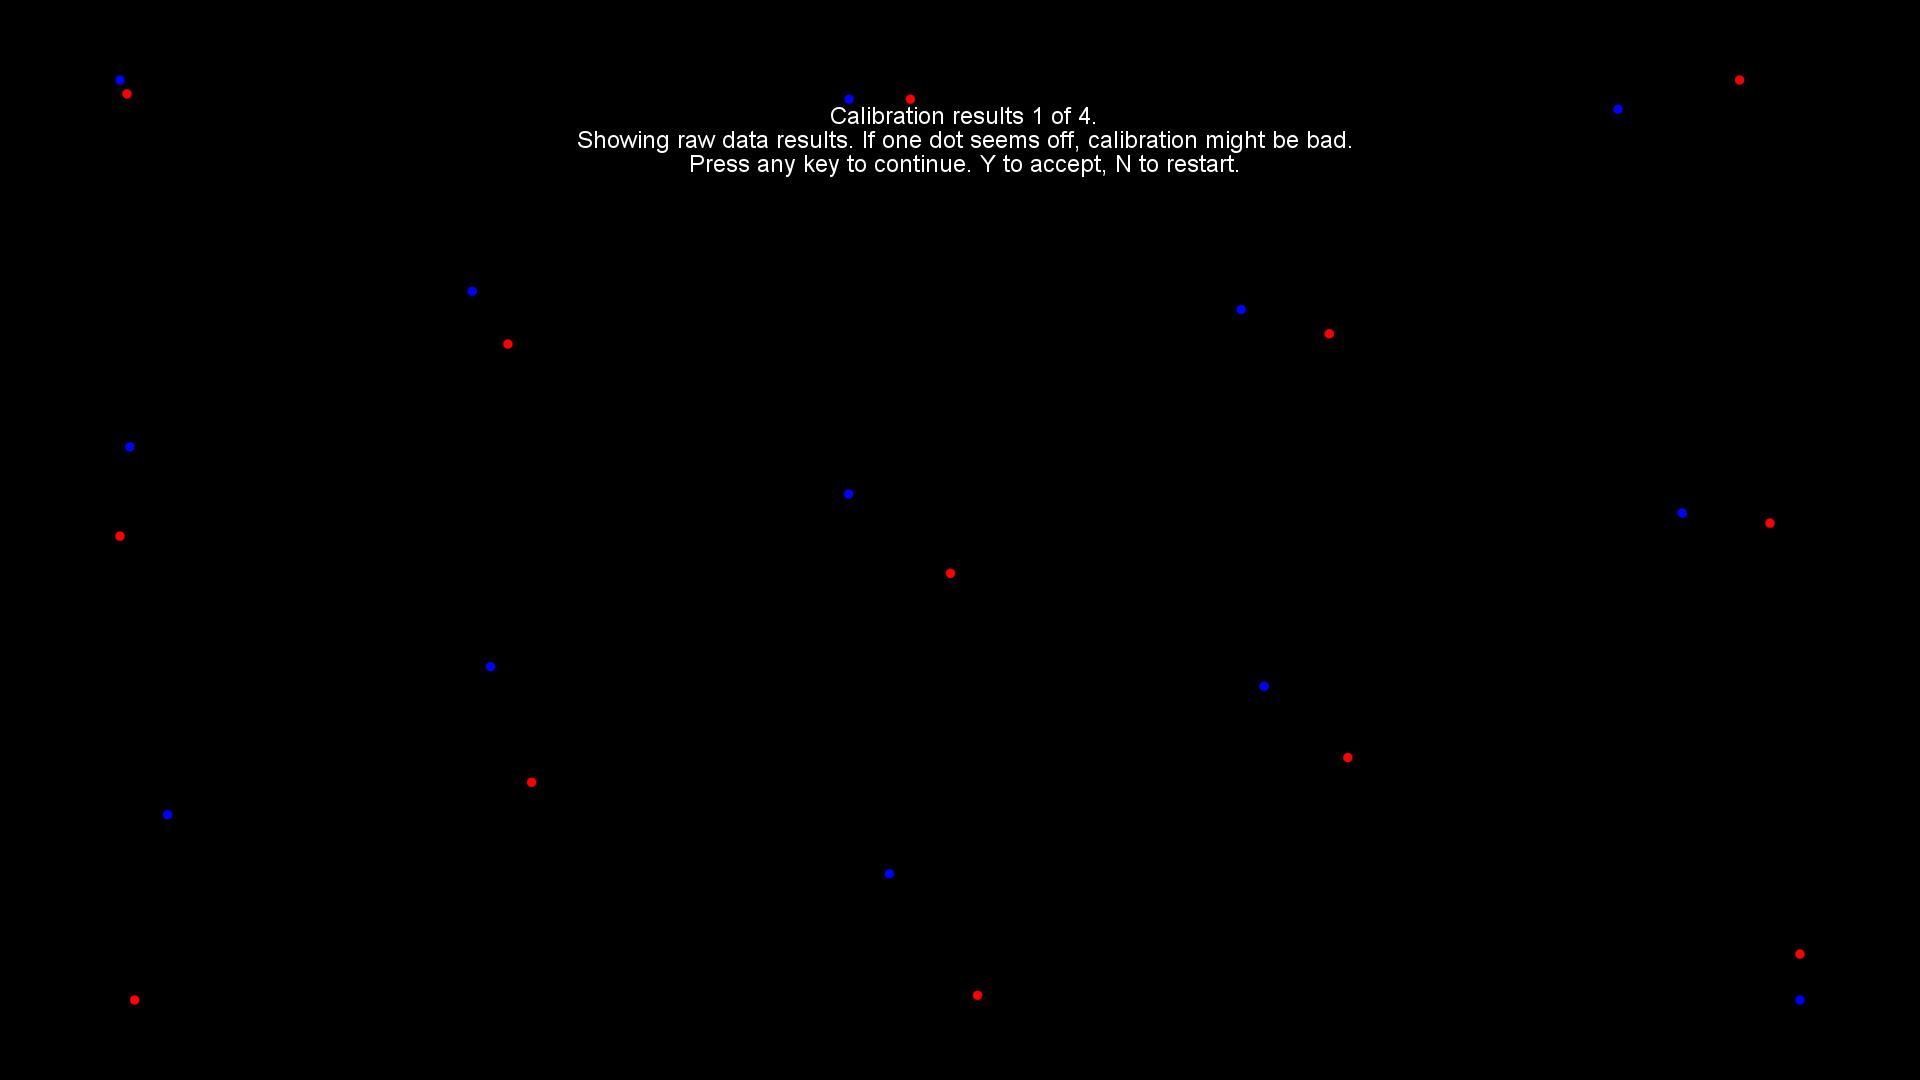 Calibration results 1 of 4.
Showing raw data results. If one dot seems off, calibration might be bad.
Press any key to continue. Y to accept, N to restart.